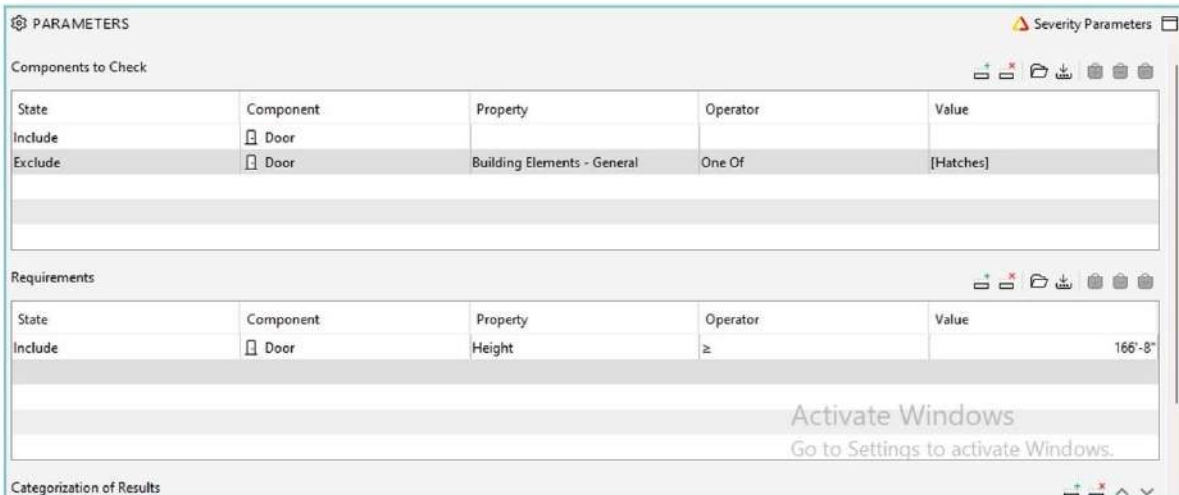 PARAMETERS Severity Parameters
Components to Check
State Component Property Operator Value
Include Door
Exclude Door Building Elements - General One Of [Hatches]
Requirements
State Component Property Operator Value
Include Door Height ≥ 166'-8"
Activate Windows
Go to Settings to activate Windows.
Categorization of Results